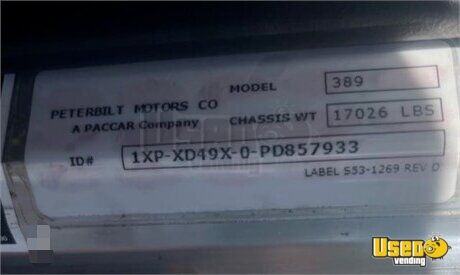 MODEL 389
PETERBILT MOTORS CO
A PACCAR Company CHASSIS WT 17026 LBS
ID# 1XP-XD49X-0-PD857933
LABEL S53-1269 REV D
Used
vending